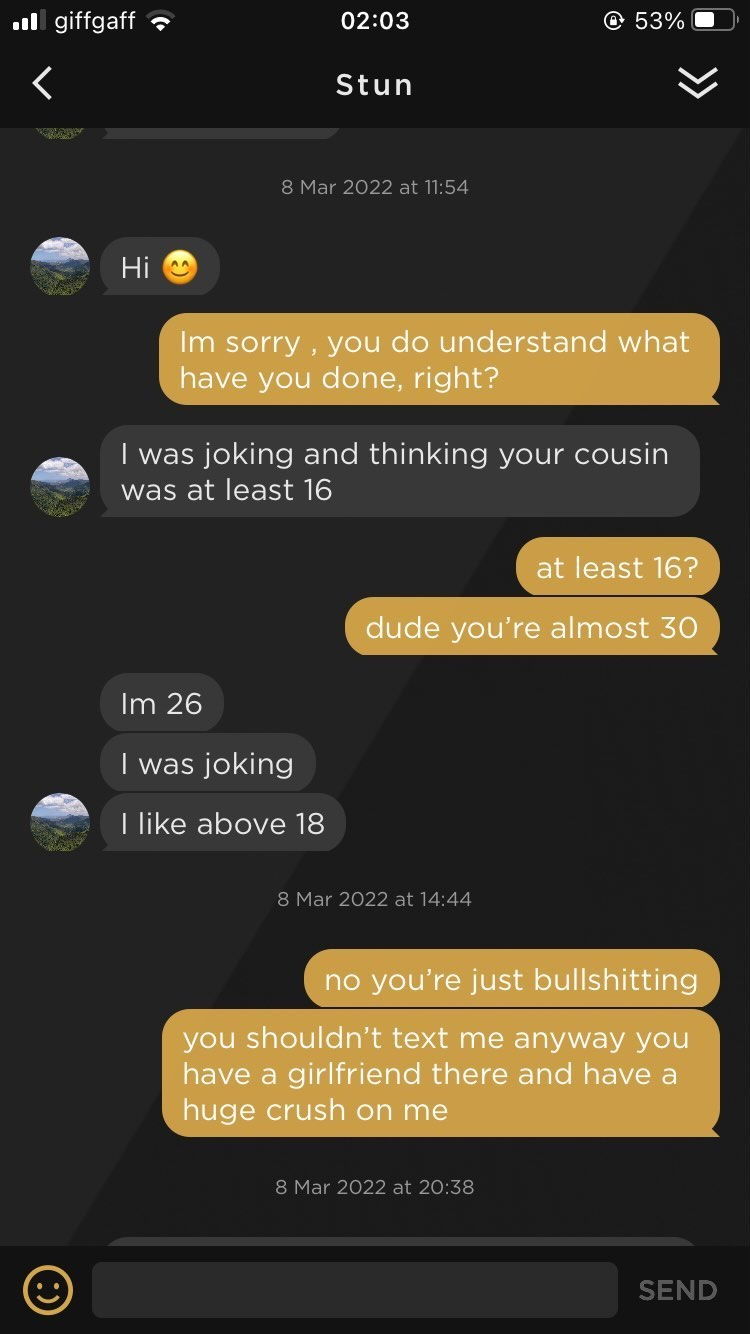 giffgaff 02:03 53%
Stun
8 Mar 2022 at 11:54
Hi 😊
Im sorry , you do understand what
have you done, right?
I was joking and thinking your cousin
was at least 16
at least 16?
dude you’re almost 30
Im 26
I was joking
I like above 18
8 Mar 2022 at 14:44
no you’re just bullshitting
you shouldn’t text me anyway you
have a girlfriend there and have a
huge crush on me
8 Mar 2022 at 20:38
SEND